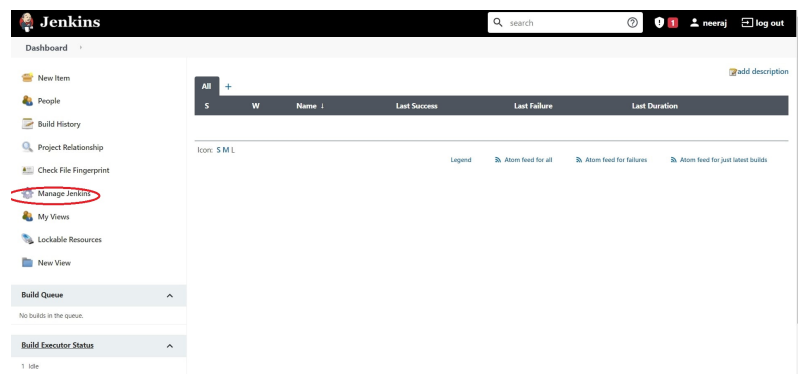 Jenkins
search
1
neeraj
log out
Dashboard
New Item
People
Build History
Project Relationship
Check File Fingerprint
Manage Jenkins
My Views
Lockable Resources
New View
Build Queue
No builds in the queue.
Build Executor Status
1 Idle
add description
All +
S W Name ↓ Last Success Last Failure Last Duration
Icon: S M L
Legend Atom feed for all Atom feed for failures Atom feed for just latest builds